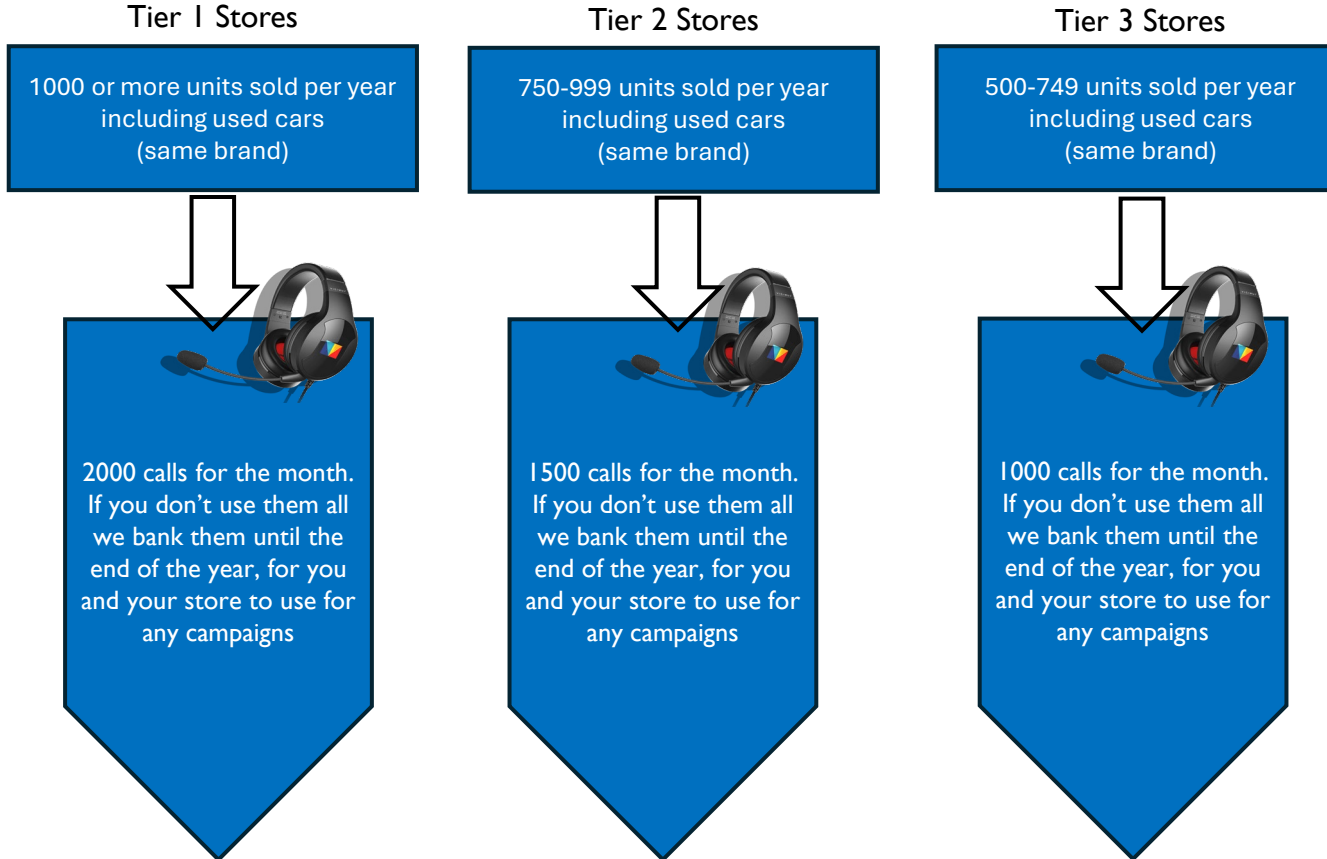 Tier 1 Stores
1000 or more units sold per year
including used cars
(same brand)
2000 calls for the month.
If you don't use them all
we bank them until the
end of the year, for you
and your store to use for
any campaigns
Tier 2 Stores
750-999 units sold per year
including used cars
(same brand)
1500 calls for the month.
If you don't use them all
we bank them until the
end of the year, for you
and your store to use for
any campaigns
Tier 3 Stores
500-749 units sold per year
including used cars
(same brand)
1000 calls for the month.
If you don't use them all
we bank them until the
end of the year, for you
and your store to use for
any campaigns